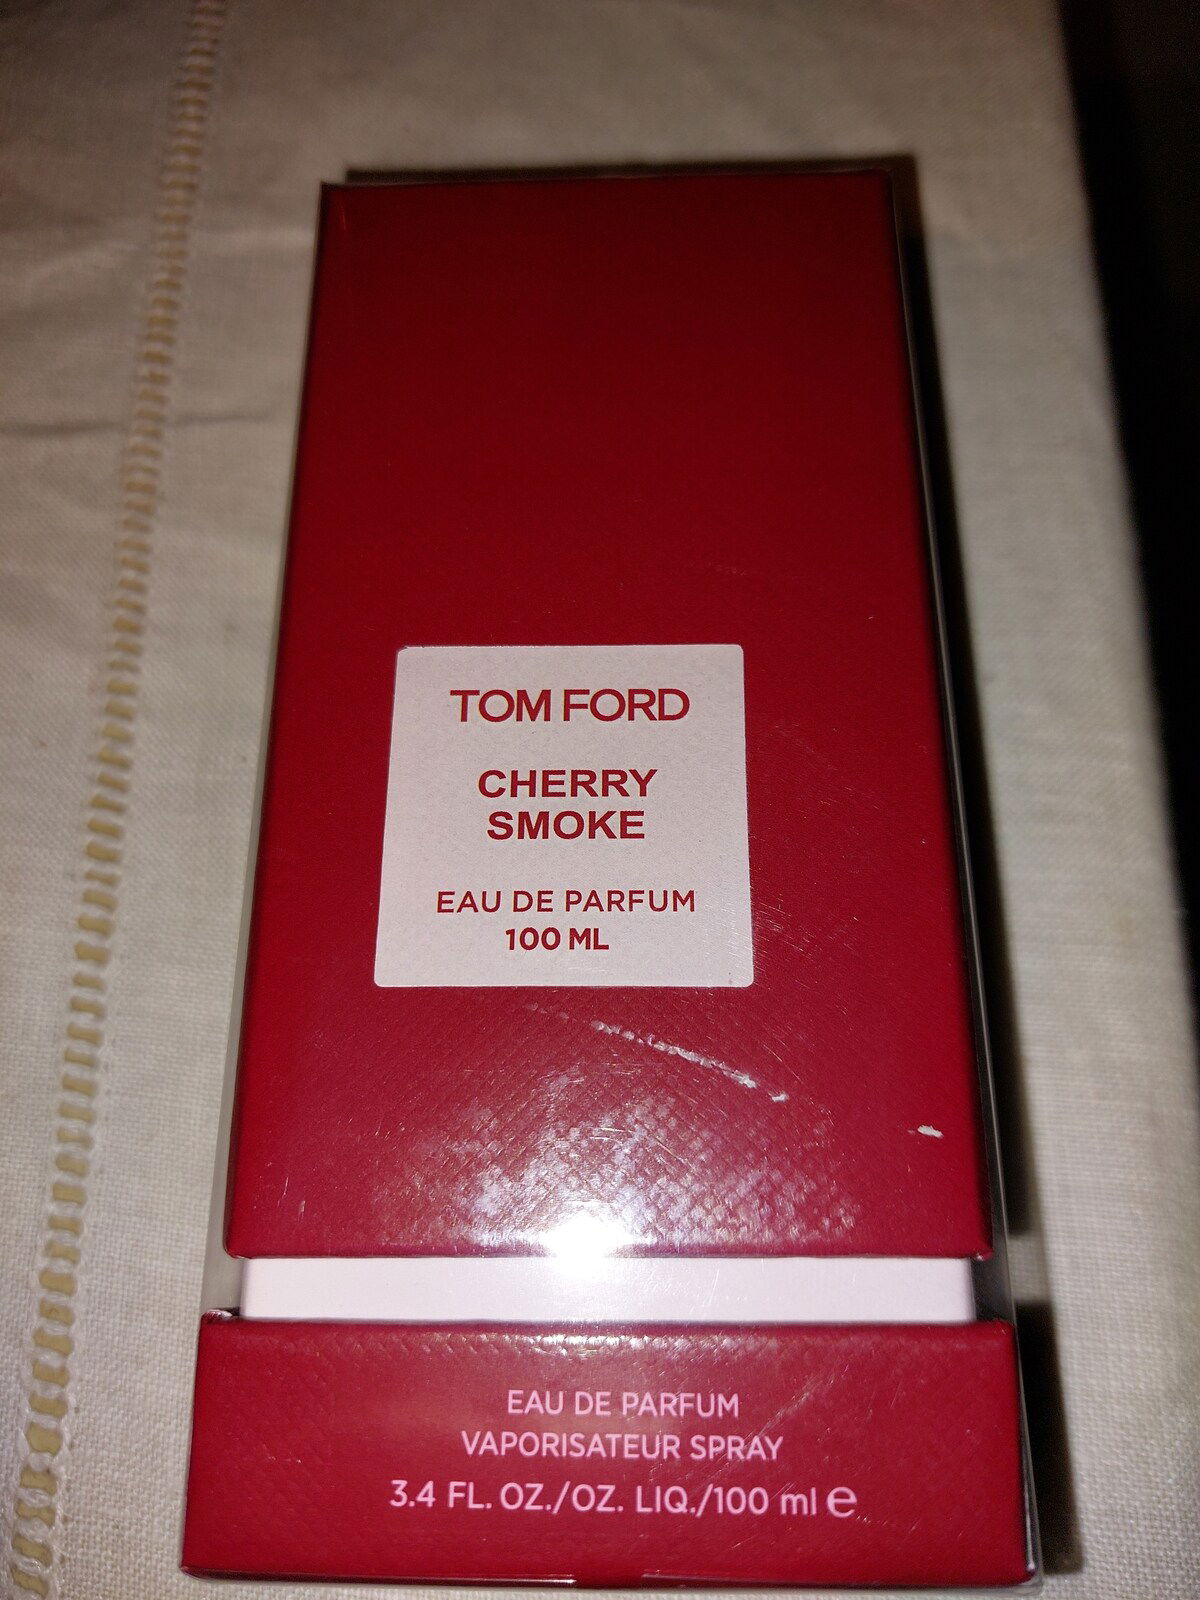 TOM FORD
CHERRY
SMOKE
EAU DE PARFUM
100 ML
EAU DE PARFUM
VAPORISATEUR SPRAY
3.4 FL. OZ./OZ. LIQ./100 ml ℮